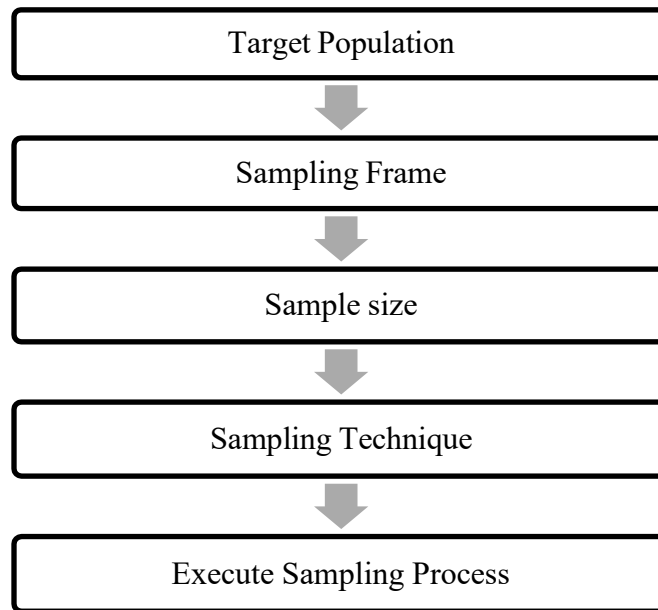 Target Population
Sampling Frame
Sample size
Sampling Technique
Execute Sampling Process